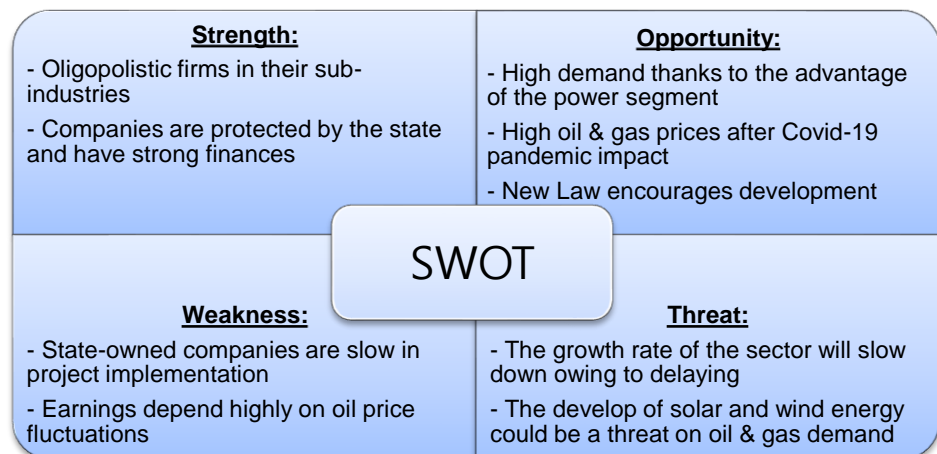 Strength:
- Oligopolistic firms in their sub-
industries
- Companies are protected by the state
and have strong finances
Opportunity:
- High demand thanks to the advantage
of the power segment
- High oil & gas prices after Covid-19
pandemic impact
- New Law encourages development
SWOT
Weakness:
- State-owned companies are slow in
project implementation
- Earnings depend highly on oil price
fluctuations
Threat:
- The growth rate of the sector will slow
down owing to delaying
- The develop of solar and wind energy
could be a threat on oil & gas demand